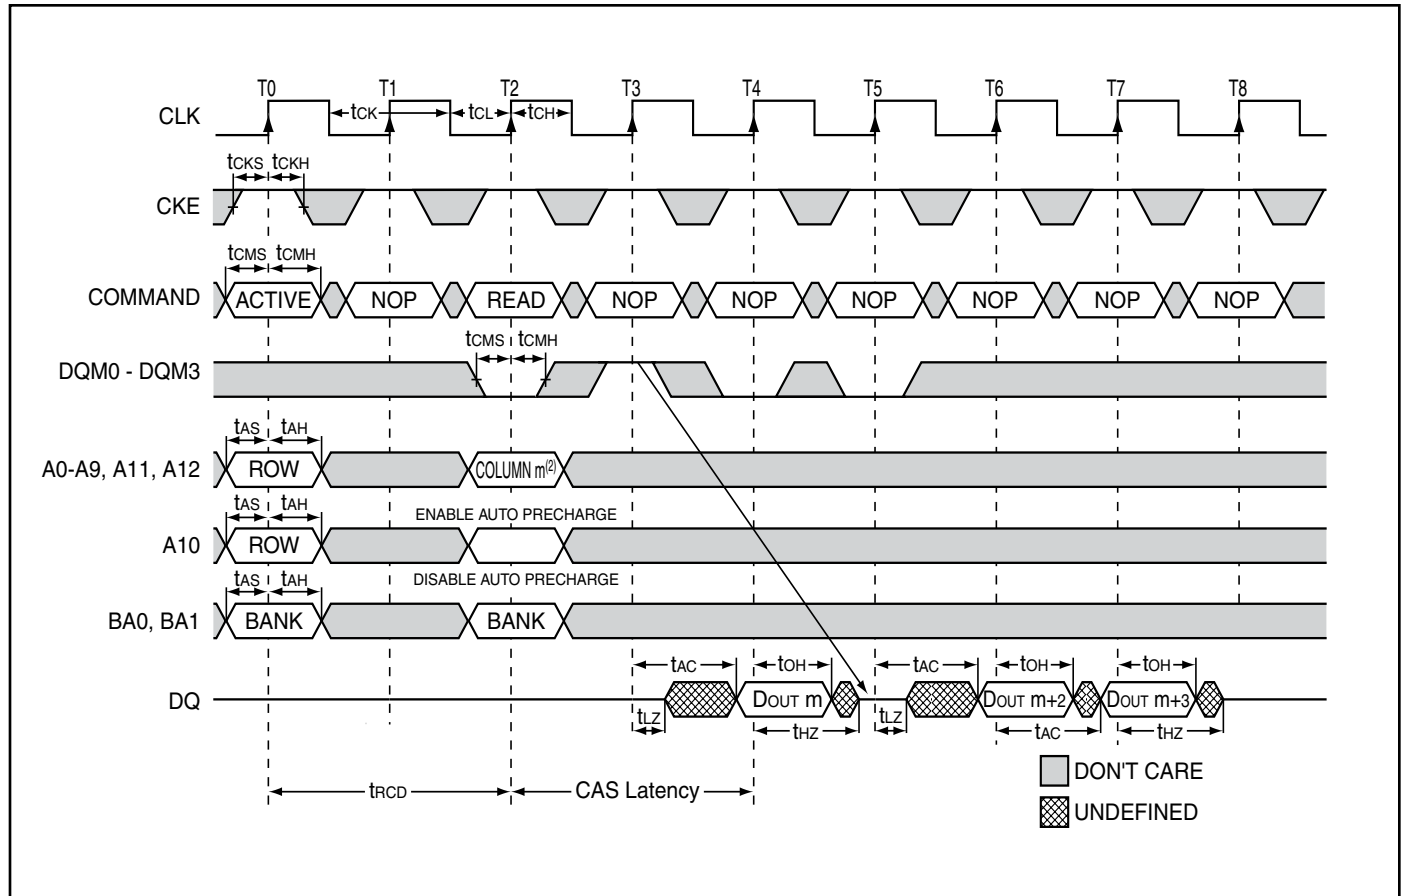 T0 T1 T2 T3 T4 T5 T6 T7 T8
CLK tCK tCL tCH
tCKS tCKH
CKE
tCMS tCMH
COMMAND ACTIVE NOP READ NOP NOP NOP NOP NOP NOP
tCMS tCMH
DQM0 - DQM3
tAS tAH
A0-A9, A11, A12 ROW COLUMN m(2)
tAS tAH ENABLE AUTO PRECHARGE
A10 ROW
tAS tAH DISABLE AUTO PRECHARGE
BA0, BA1 BANK BANK
tAC tOH tAC tOH tOH
DQ DOUT m DOUT m+2 DOUT m+3
tLZ tHZ tLZ tAC tHZ
DON'T CARE
tRCD CAS Latency
UNDEFINED